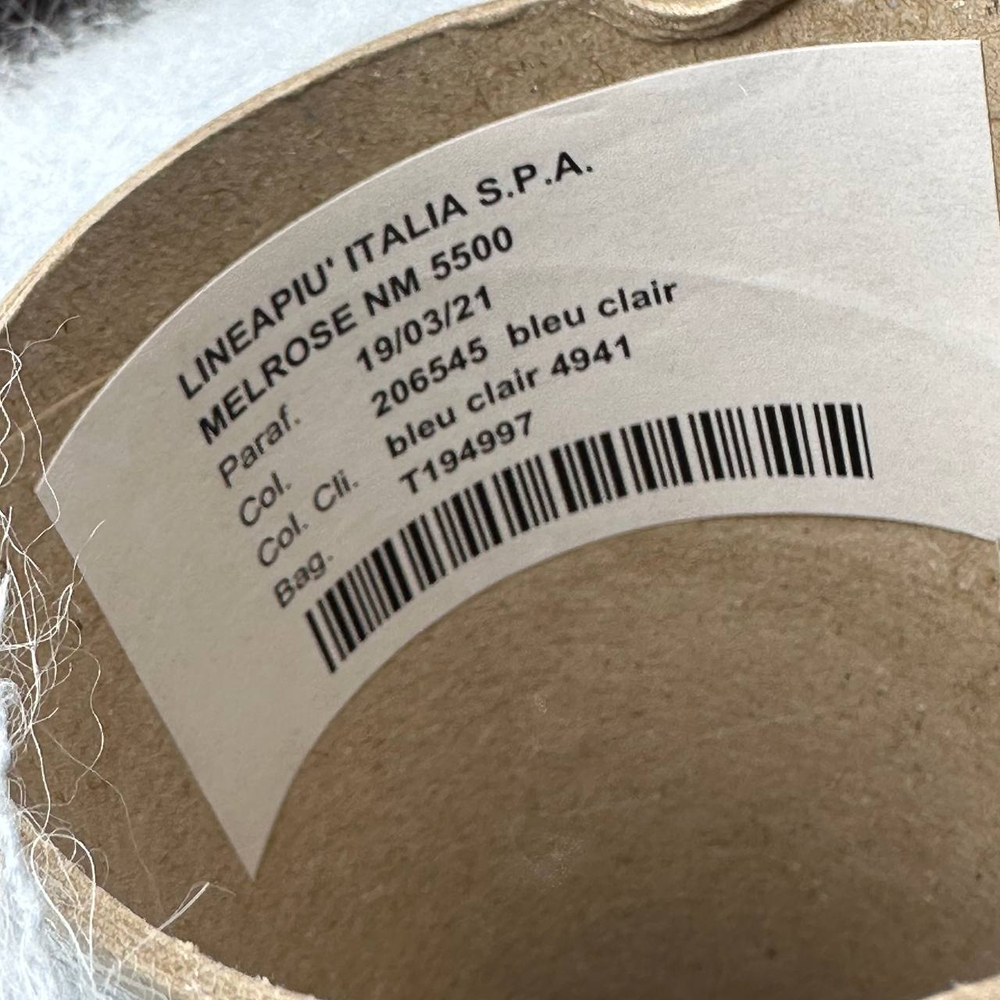 LINEAPIU' ITALIA S.P.A.
MELROSE NM 5500
Paraf. 19/03/21
Col. 206545 bleu clair
Col. Cli. bleu clair 4941
Bag. T194997